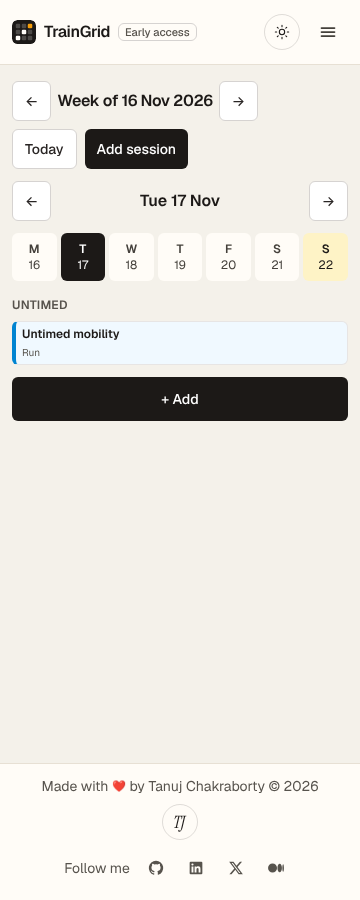 TrainGrid Early access
← Week of 16 Nov 2026 →
Today Add session
← Tue 17 Nov →
M T W T F S S
16 17 18 19 20 21 22
UNTIMED
Untimed mobility
Run
+ Add
Made with ❤️ by Tanuj Chakraborty © 2026
TJ
Follow me